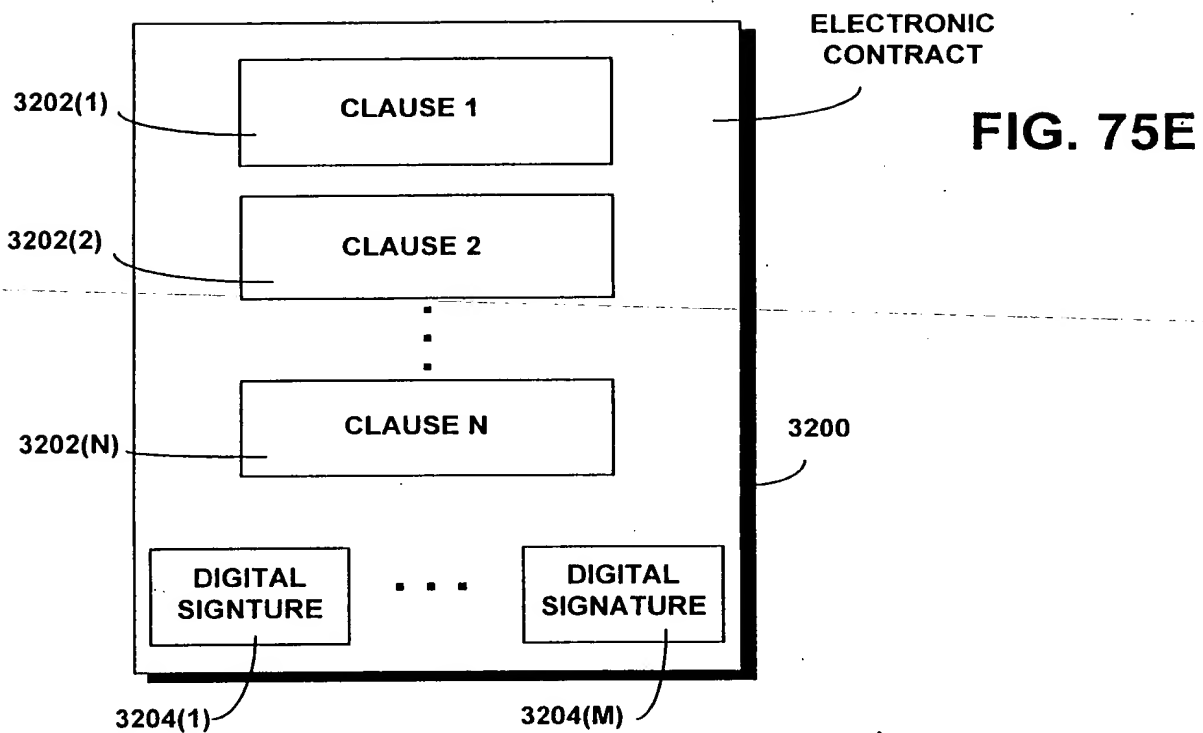 ELECTRONIC
CONTRACT
FIG. 75E
3202(1)
CLAUSE 1
3202(2)
CLAUSE 2
3202(N)
CLAUSE N
3200
DIGITAL
SIGNTURE
DIGITAL
SIGNATURE
3204(1)
3204(M)